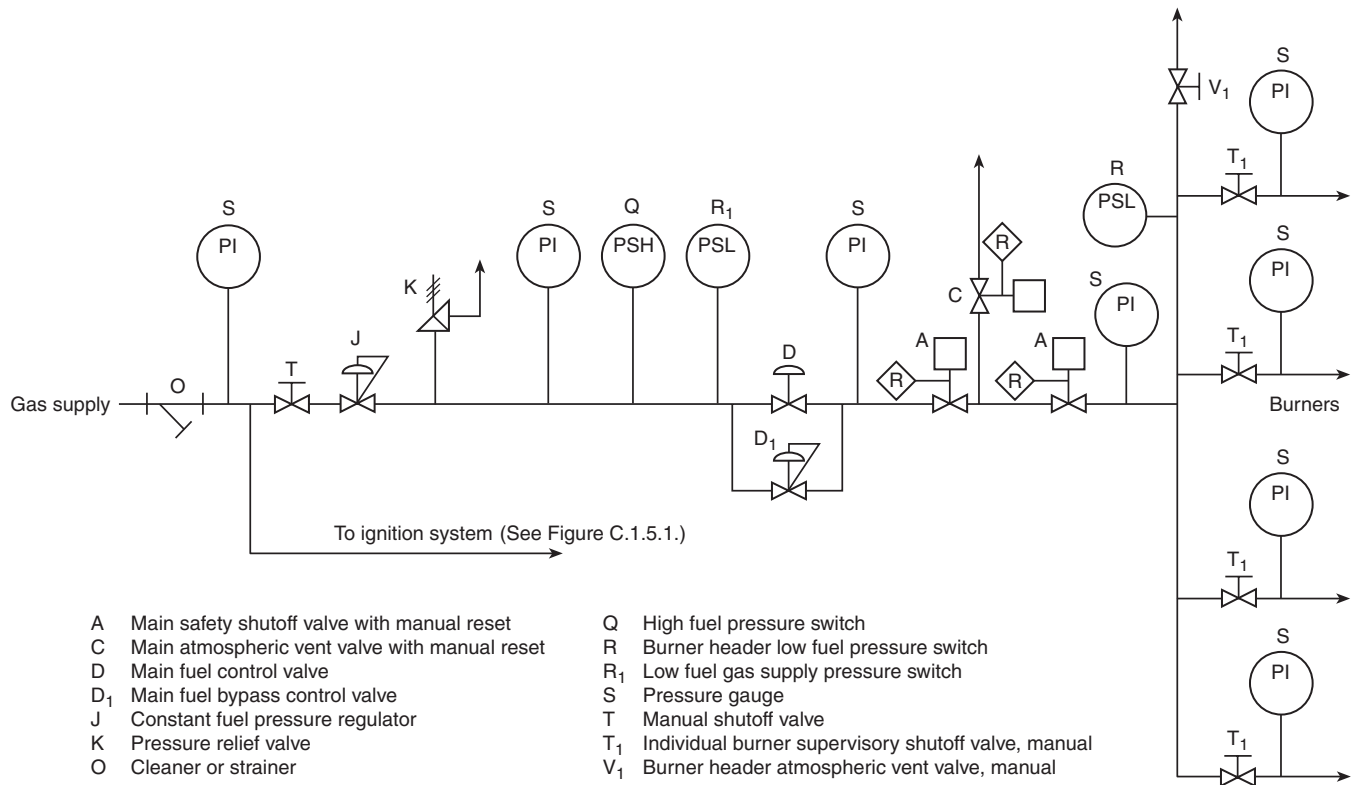 S
PI
V₁
T₁
R
PSL
S
PI
S
PI
Q
PSH
R₁
PSL
S
PI
R
C
S
PI
S
PI
T₁
K
J
D
A
R
A
R
T
O
Gas supply
Burners
D₁
S
PI
T₁
To ignition system (See Figure C.1.5.1.)
S
PI
T₁
A Main safety shutoff valve with manual reset
C Main atmospheric vent valve with manual reset
D Main fuel control valve
D₁ Main fuel bypass control valve
J Constant fuel pressure regulator
K Pressure relief valve
O Cleaner or strainer
Q High fuel pressure switch
R Burner header low fuel pressure switch
R₁ Low fuel gas supply pressure switch
S Pressure gauge
T Manual shutoff valve
T₁ Individual burner supervisory shutoff valve, manual
V₁ Burner header atmospheric vent valve, manual